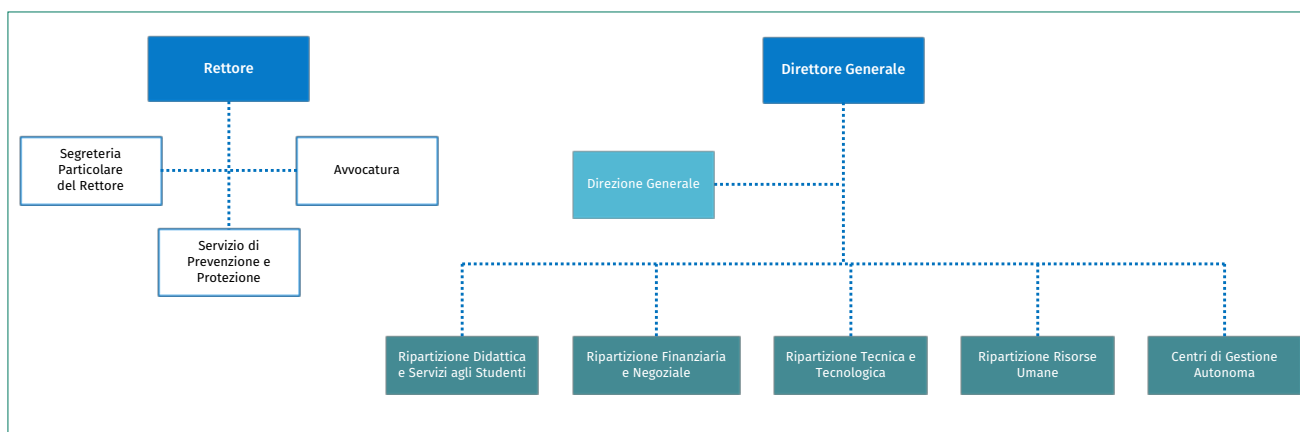 Rettore
Direttore Generale
Segreteria
Particolare
del Rettore
Avvocatura
Direzione Generale
Servizio di
Prevenzione e
Protezione
Ripartizione Didattica
e Servizi agli Studenti
Ripartizione Finanziaria
e Negoziale
Ripartizione Tecnica e
Tecnologica
Ripartizione Risorse
Umane
Centri di Gestione
Autonoma